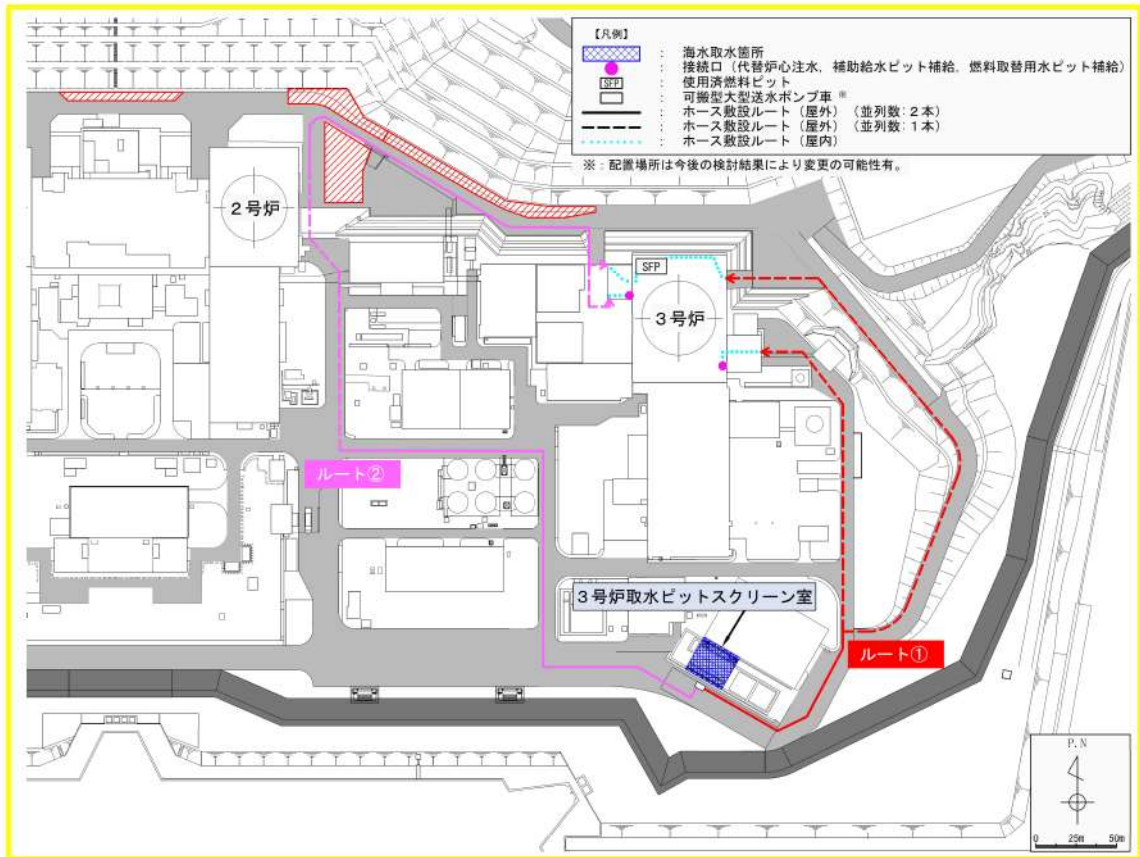 【凡例】
： 海水取水箇所
： 接続口（代替炉心注水，補助給水ピット補給，燃料取替用水ピット補給）
SFP ： 使用済燃料ピット
： 可搬型大型送水ポンプ車 ※
： ホース敷設ルート（屋外）（並列数：２本）
： ホース敷設ルート（屋外）（並列数：１本）
： ホース敷設ルート（屋内）
※：配置場所は今後の検討結果により変更の可能性有。
２号炉
SFP
３号炉
ルート②
３号炉取水ピットスクリーン室
ルート①
P.N
0 25m 50m